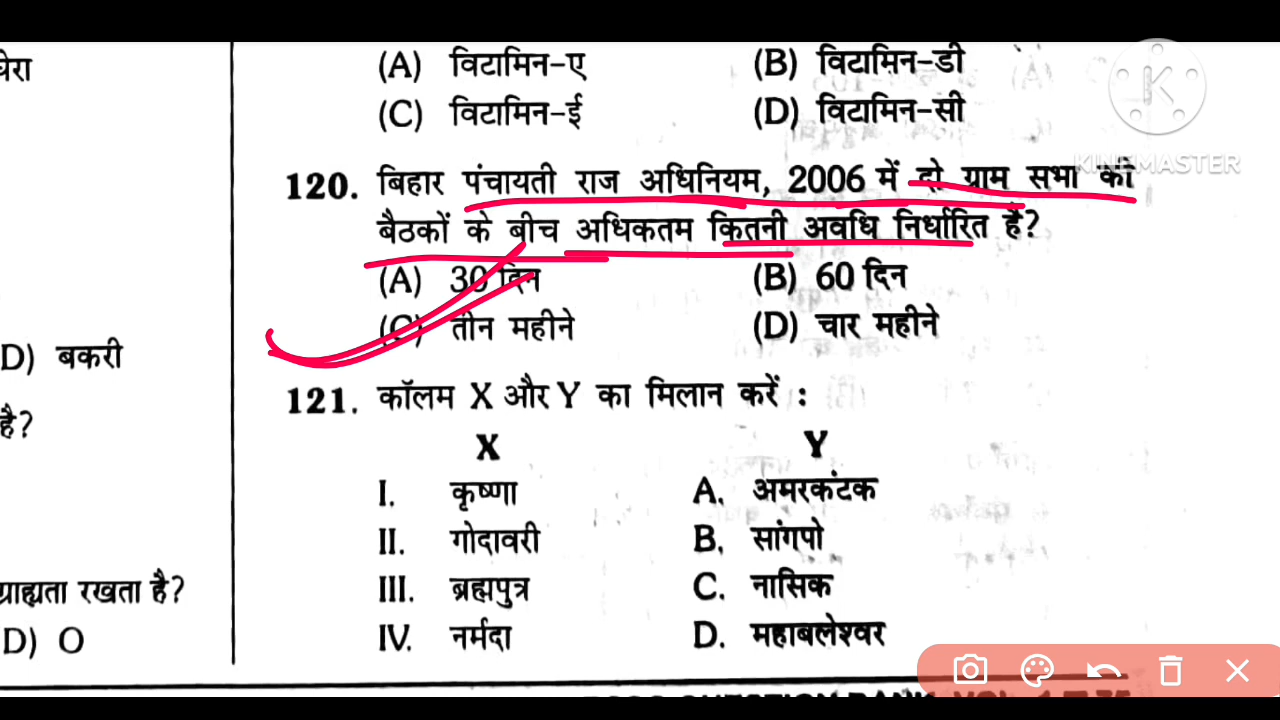 घेरा
(A) विटामिन-ए (B) विटामिन-डी
(C) विटामिन-ई (D) विटामिन-सी
KINEMASTER
120. बिहार पंचायती राज अधिनियम, 2006 में दो ग्राम सभा की
बैठकों के बीच अधिकतम कितनी अवधि निर्धारित है?
(A) 30 दिन (B) 60 दिन
(C) तीन महीने (D) चार महीने
D) बकरी
121. कॉलम X और Y का मिलान करें :
है?
X Y
I. कृष्णा A. अमरकंटक
II. गोदावरी B. सांगपो
III. ब्रह्मपुत्र C. नासिक
ग्राह्यता रखता है?
IV. नर्मदा D. महाबलेश्वर
D) O